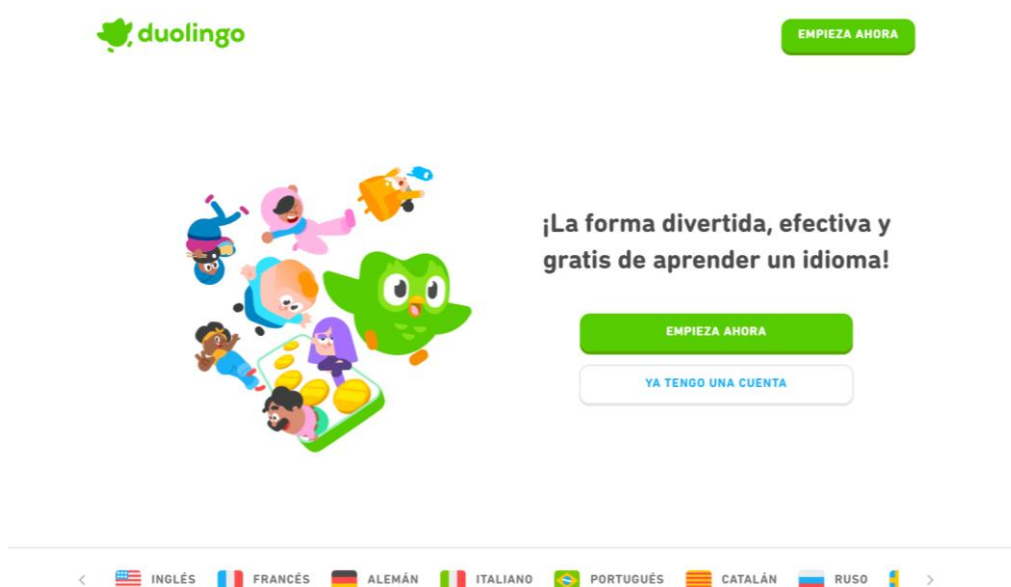 duolingo
EMPIEZA AHORA
¡La forma divertida, efectiva y
gratis de aprender un idioma!
EMPIEZA AHORA
YA TENGO UNA CUENTA
INGLÉS FRANCÉS ALEMÁN ITALIANO PORTUGUÉS CATALÁN RUSO